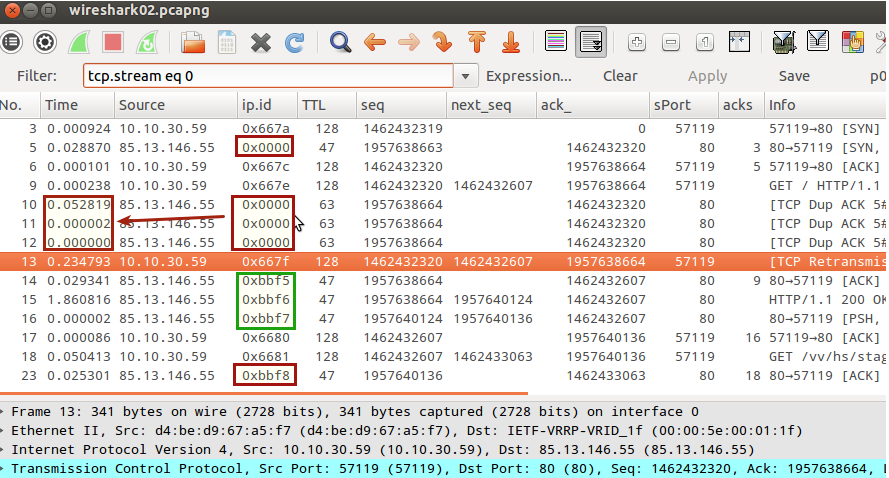 wireshark02.pcapng
Filter: tcp.stream eq 0 Expression... Clear Apply Save p0
No. Time Source ip.id TTL seq next_seq ack_ sPort acks Info
3 0.000924 10.10.30.59 0x667a 128 1462432319 0 57119 57119→80 [SYN]
5 0.028870 85.13.146.55 0x0000 47 1957638663 1462432320 80 3 80→57119 [SYN,
6 0.000101 10.10.30.59 0x667c 128 1462432320 1957638664 57119 5 57119→80 [ACK]
9 0.000238 10.10.30.59 0x667e 128 1462432320 1462432607 1957638664 57119 GET / HTTP/1.1
10 0.052819 85.13.146.55 0x0000 63 1957638664 1462432320 80 [TCP Dup ACK 5#
11 0.000002 85.13.146.55 0x0000 63 1957638664 1462432320 80 [TCP Dup ACK 5#
12 0.000000 85.13.146.55 0x0000 63 1957638664 1462432320 80 [TCP Dup ACK 5#
13 0.234793 10.10.30.59 0x667f 128 1462432320 1462432607 1957638664 57119 [TCP Retransmis
14 0.029341 85.13.146.55 0xbbf5 47 1957638664 1462432607 80 9 80→57119 [ACK]
15 1.860816 85.13.146.55 0xbbf6 47 1957638664 1957640124 1462432607 80 HTTP/1.1 200 OK
16 0.000002 85.13.146.55 0xbbf7 47 1957640124 1957640136 1462432607 80 80→57119 [PSH,
17 0.000086 10.10.30.59 0x6680 128 1462432607 1957640136 57119 16 57119→80 [ACK]
18 0.050413 10.10.30.59 0x6681 128 1462432607 1462433063 1957640136 57119 GET /vv/hs/stag
23 0.025301 85.13.146.55 0xbbf8 47 1957640136 1462433063 80 18 80→57119 [ACK]
Frame 13: 341 bytes on wire (2728 bits), 341 bytes captured (2728 bits) on interface 0
Ethernet II, Src: d4:be:d9:67:a5:f7 (d4:be:d9:67:a5:f7), Dst: IETF-VRRP-VRID_1f (00:00:5e:00:01:1f)
Internet Protocol Version 4, Src: 10.10.30.59 (10.10.30.59), Dst: 85.13.146.55 (85.13.146.55)
Transmission Control Protocol, Src Port: 57119 (57119), Dst Port: 80 (80), Seq: 1462432320, Ack: 1957638664,